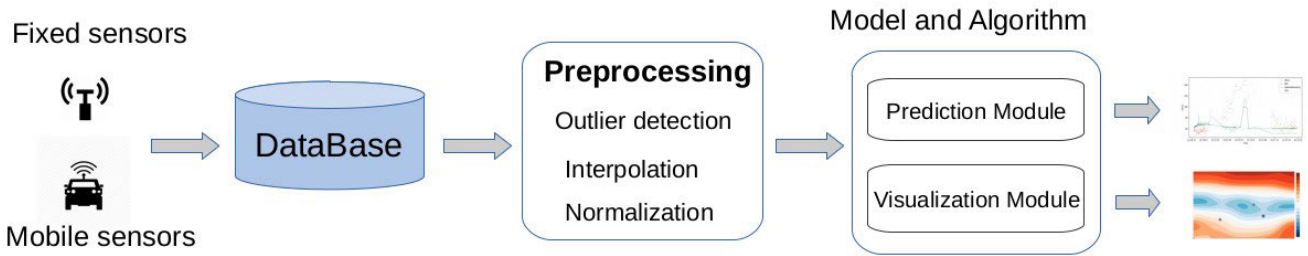 Fixed sensors
Mobile sensors
DataBase
Preprocessing
Outlier detection
Interpolation
Normalization
Model and Algorithm
Prediction Module
Visualization Module